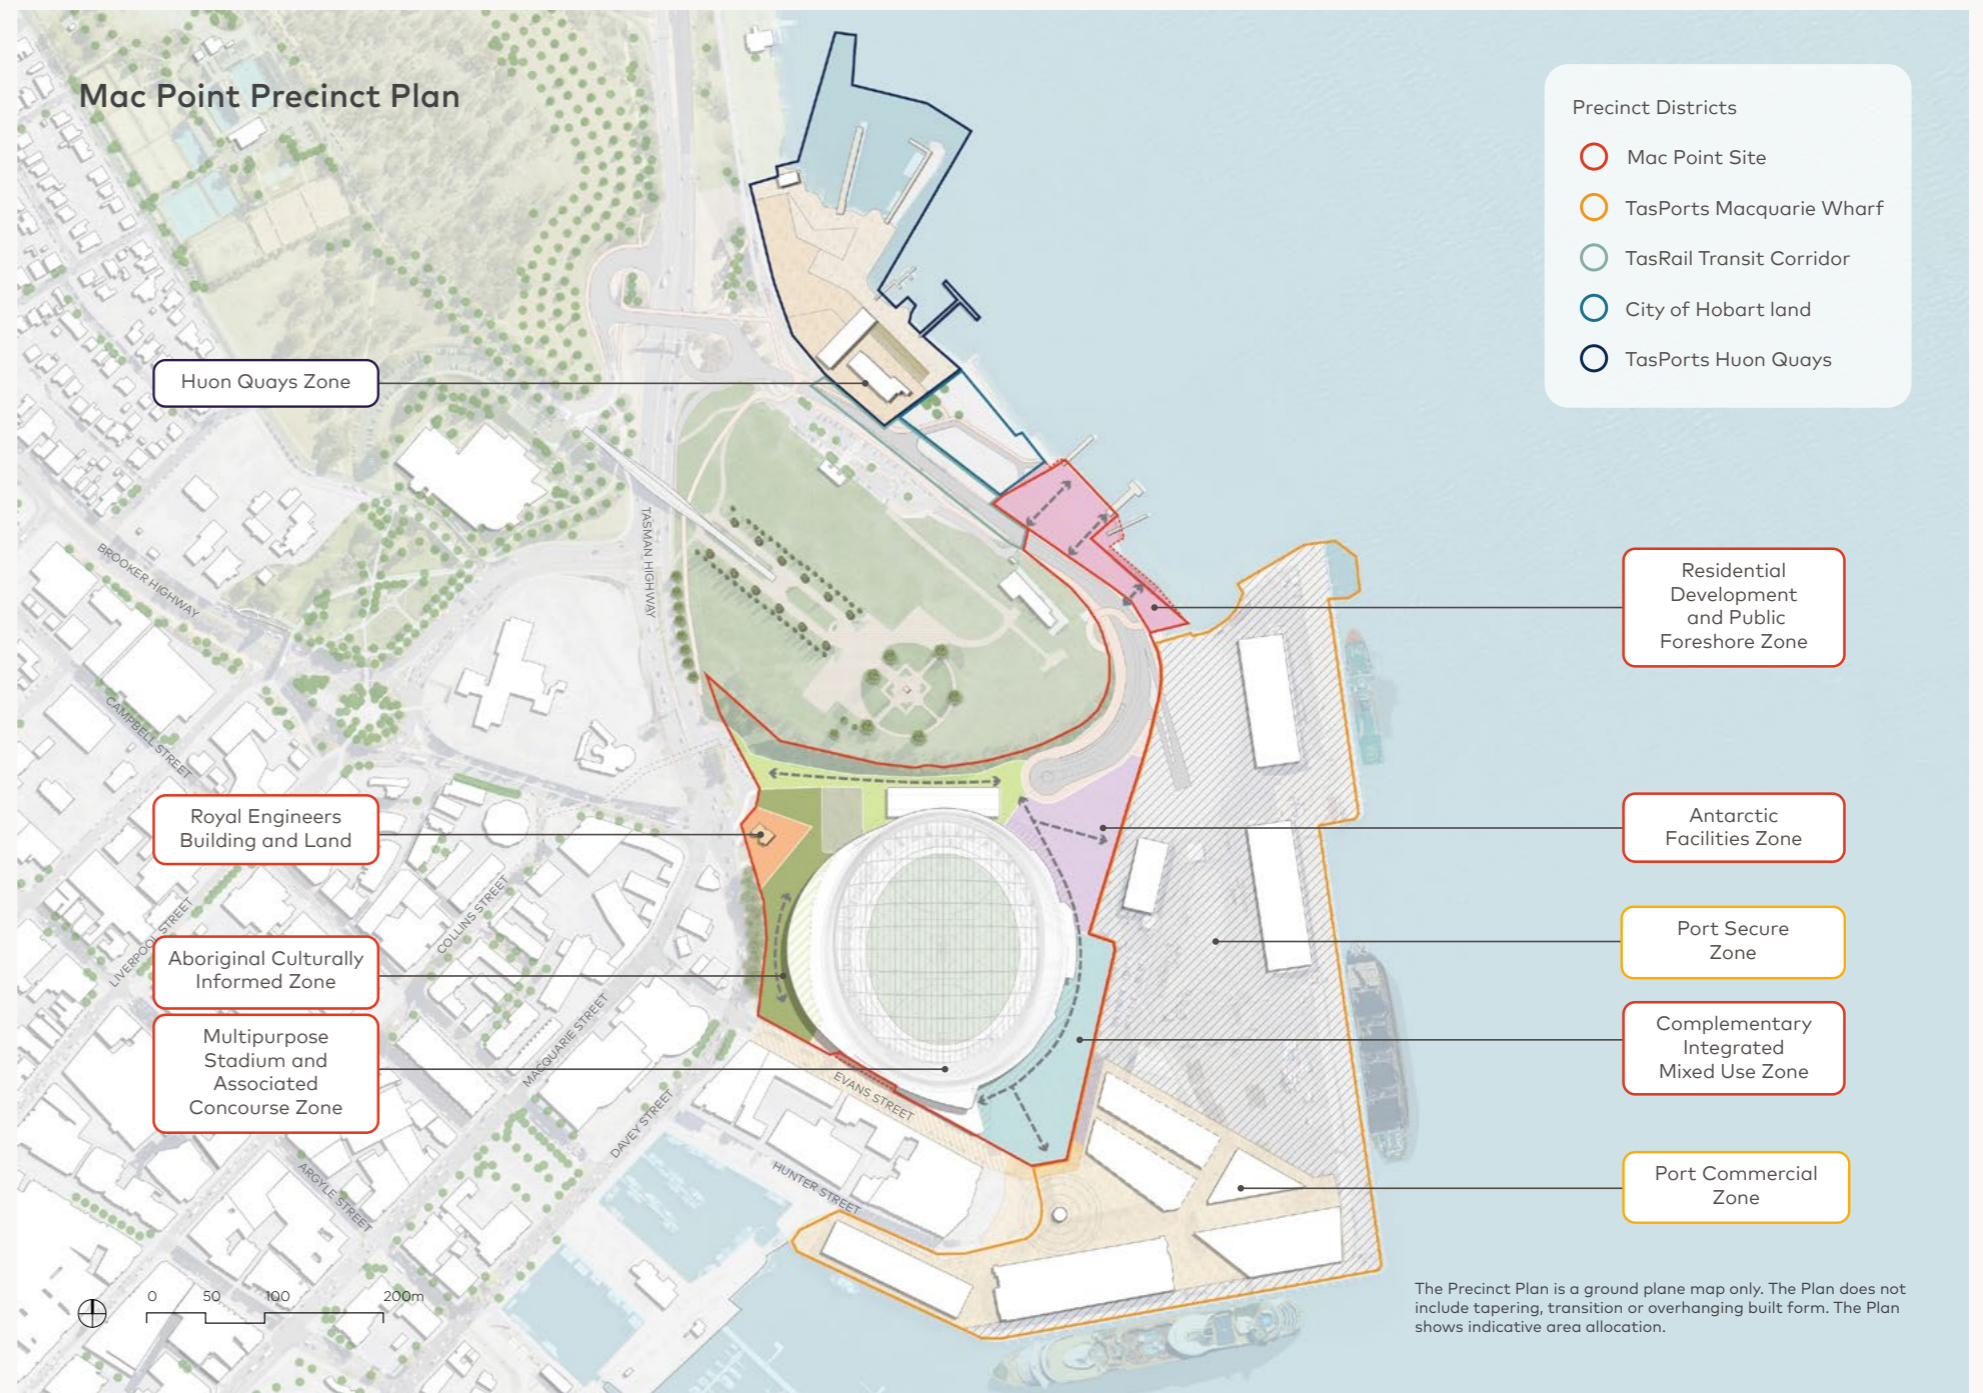 Mac Point Precinct Plan
Precinct Districts
Mac Point Site
TasPorts Macquarie Wharf
TasRail Transit Corridor
City of Hobart land
TasPorts Huon Quays
Huon Quays Zone
TASMAN HIGHWAY
BROOKER HIGHWAY
Residential
Development
and Public
Foreshore Zone
CAMPBELL STREET
Royal Engineers
Building and Land
Antarctic
Facilities Zone
LIVERPOOL STREET
COLLINS STREET
Port Secure
Zone
Aboriginal Culturally
Informed Zone
Multipurpose
Stadium and
Associated
Concourse Zone
MACQUARIE STREET
Complementary
Integrated
Mixed Use Zone
EVANS STREET
DAVEY STREET
ARGYLE STREET
HUNTER STREET
Port Commercial
Zone
0 50 100 200m
The Precinct Plan is a ground plane map only. The Plan does not
include tapering, transition or overhanging built form. The Plan
shows indicative area allocation.